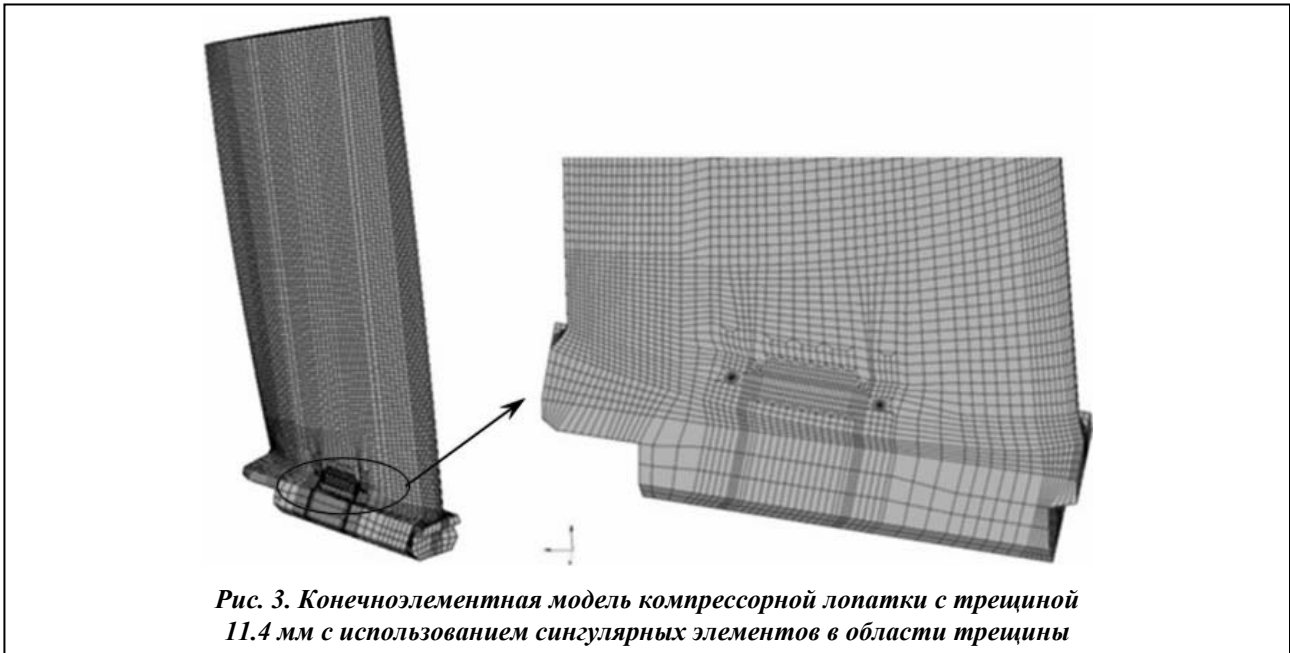 Рис. 3. Конечноэлементная модель компрессорной лопатки с трещиной
11.4 мм с использованием сингулярных элементов в области трещины